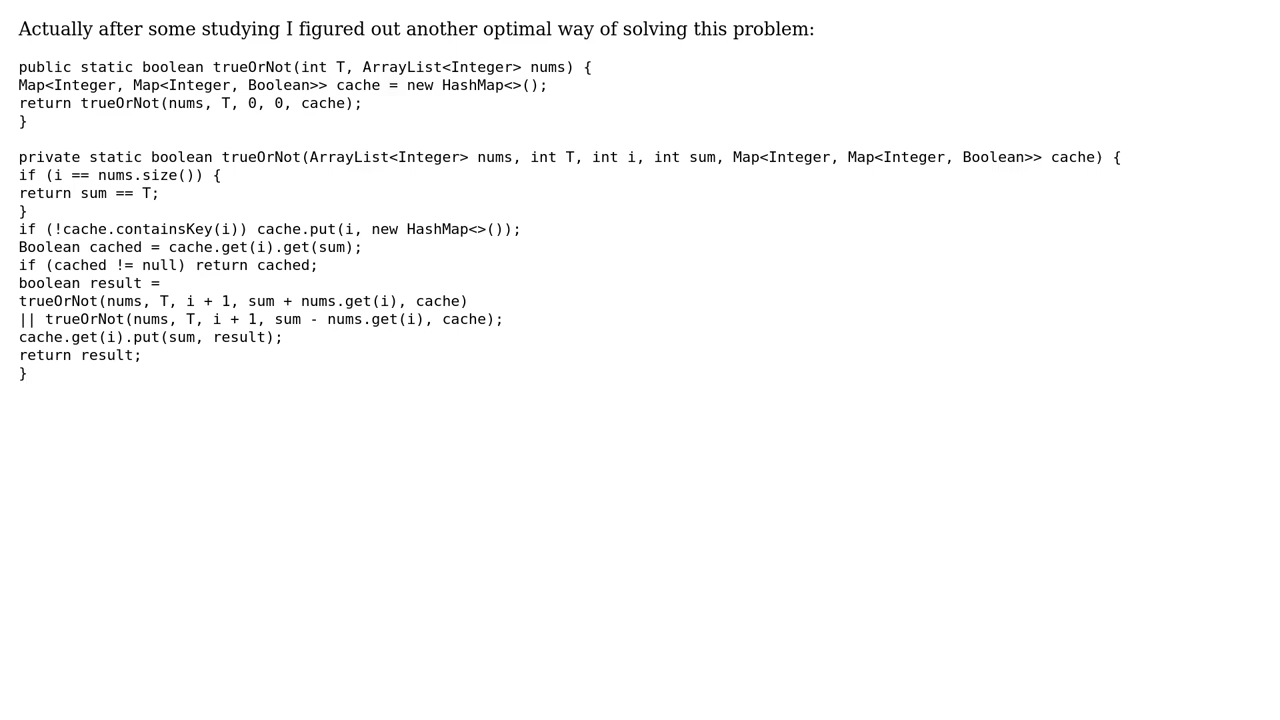 Actually after some studying I figured out another optimal way of solving this problem:
public static boolean trueOrNot(int T, ArrayList<Integer> nums) {
Map<Integer, Map<Integer, Boolean>> cache = new HashMap<>();
return trueOrNot(nums, T, 0, 0, cache);
}

private static boolean trueOrNot(ArrayList<Integer> nums, int T, int i, int sum, Map<Integer, Map<Integer, Boolean>> cache) {
if (i == nums.size()) {
return sum == T;
}
if (!cache.containsKey(i)) cache.put(i, new HashMap<>());
Boolean cached = cache.get(i).get(sum);
if (cached != null) return cached;
boolean result =
trueOrNot(nums, T, i + 1, sum + nums.get(i), cache)
|| trueOrNot(nums, T, i + 1, sum - nums.get(i), cache);
cache.get(i).put(sum, result);
return result;
}